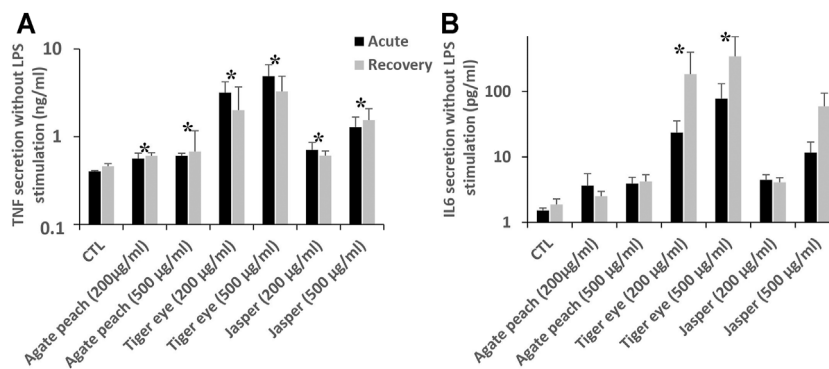 A
TNF secretion without LPS
stimulation (ng/ml)
10
1
0.1
Acute
Recovery
*
*
*
*
*
*
CTL
Agate peach (200µg/ml)
Agate peach (500 µg/ml)
Tiger eye (200 µg/ml)
Tiger eye (500 µg/ml)
Jasper (200 µg/ml)
Jasper (500 µg/ml)
B
IL6 secretion without LPS
stimulation (pg/ml)
100
10
1
*
*
CTL
Agate peach (200µg/ml)
Agate peach (500 µg/ml)
Tiger eye (200 µg/ml)
Tiger eye (500 µg/ml)
Jasper (200 µg/ml)
Jasper (500 µg/ml)